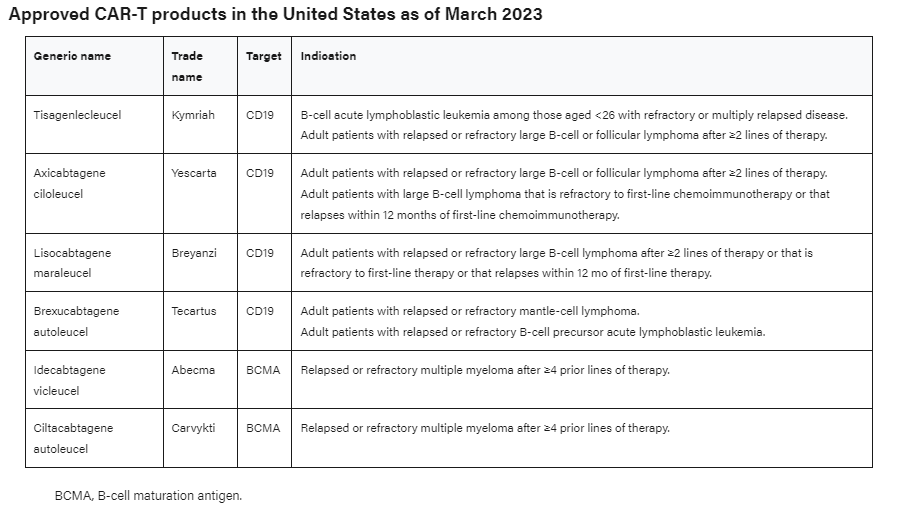 Approved CAR-T products in the United States as of March 2023
Generic name Trade name Target Indication
Tisagenlecleucel Kymriah CD19 B-cell acute lymphoblastic leukemia among those aged <26 with refractory or multiply relapsed disease.
Adult patients with relapsed or refractory large B-cell or follicular lymphoma after ≥2 lines of therapy.
Axicabtagene ciloleucel Yescarta CD19 Adult patients with relapsed or refractory large B-cell or follicular lymphoma after ≥2 lines of therapy.
Adult patients with large B-cell lymphoma that is refractory to first-line chemoimmunotherapy or that
relapses within 12 months of first-line chemoimmunotherapy.
Lisocabtagene maraleucel Breyanzi CD19 Adult patients with relapsed or refractory large B-cell lymphoma after ≥2 lines of therapy or that is
refractory to first-line therapy or that relapses within 12 mo of first-line therapy.
Brexucabtagene autoleucel Tecartus CD19 Adult patients with relapsed or refractory mantle-cell lymphoma.
Adult patients with relapsed or refractory B-cell precursor acute lymphoblastic leukemia.
Idecabtagene vicleucel Abecma BCMA Relapsed or refractory multiple myeloma after ≥4 prior lines of therapy.
Ciltacabtagene autoleucel Carvykti BCMA Relapsed or refractory multiple myeloma after ≥4 prior lines of therapy.
BCMA, B-cell maturation antigen.